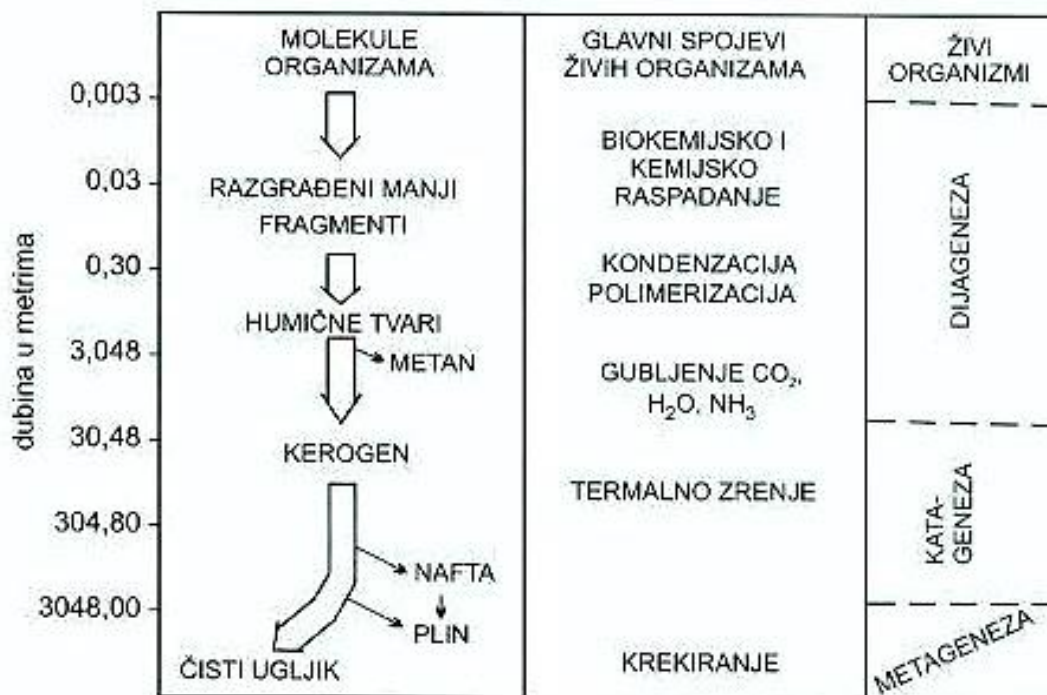 dubina u metrima
0,003
0,03
0,30
3,048
30,48
304,80
3048,00
MOLEKULE
ORGANIZAMA
RAZGRAĐENI MANJI
FRAGMENTI
HUMIČNE TVARI
METAN
KEROGEN
NAFTA
PLIN
ČISTI UGLJIK
GLAVNI SPOJEVI
ŽIVIH ORGANIZAMA
BIOKEMIJSKO I
KEMIJSKO
RASPADANJE
KONDENZACIJA
POLIMERIZACIJA
GUBLJENJE CO₂,
H₂O, NH₃
TERMALNO ZRENJE
KREKIRANJE
ŽIVI
ORGANIZMI
DIJAGENEZA
KATA-
GENEZA
METAGENEZA